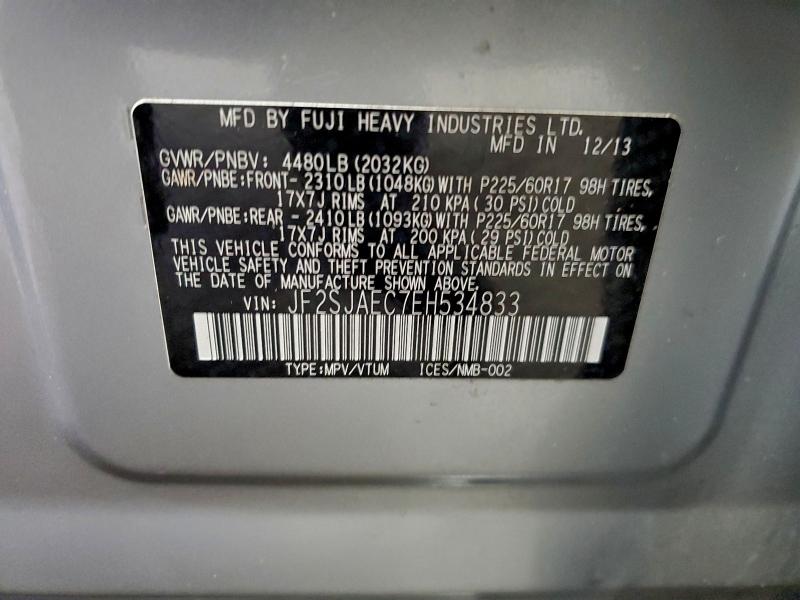 MFD BY FUJI HEAVY INDUSTRIES LTD.
MFD IN 12/13
GVWR/PNBV: 4480LB(2032KG)
GAWR/PNBE:FRONT- 2310LB(1048KG)WITH P225/60R17 98H TIRES,
17X7J RIMS AT 210 KPA(30 PSI)COLD
GAWR/PNBE:REAR - 2410LB(1093KG)WITH P225/60R17 98H TIRES,
17X7J RIMS AT 200 KPA(29 PSI)COLD
THIS VEHICLE CONFORMS TO ALL APPLICABLE FEDERAL MOTOR
VEHICLE SAFETY AND THEFT PREVENTION STANDARDS IN EFFECT ON
THE DATE OF MANUFACTURE SHOWN ABOVE.
VIN: JF2SJAEC7EH534833
TYPE:MPV/VTUM ICES/NMB-002